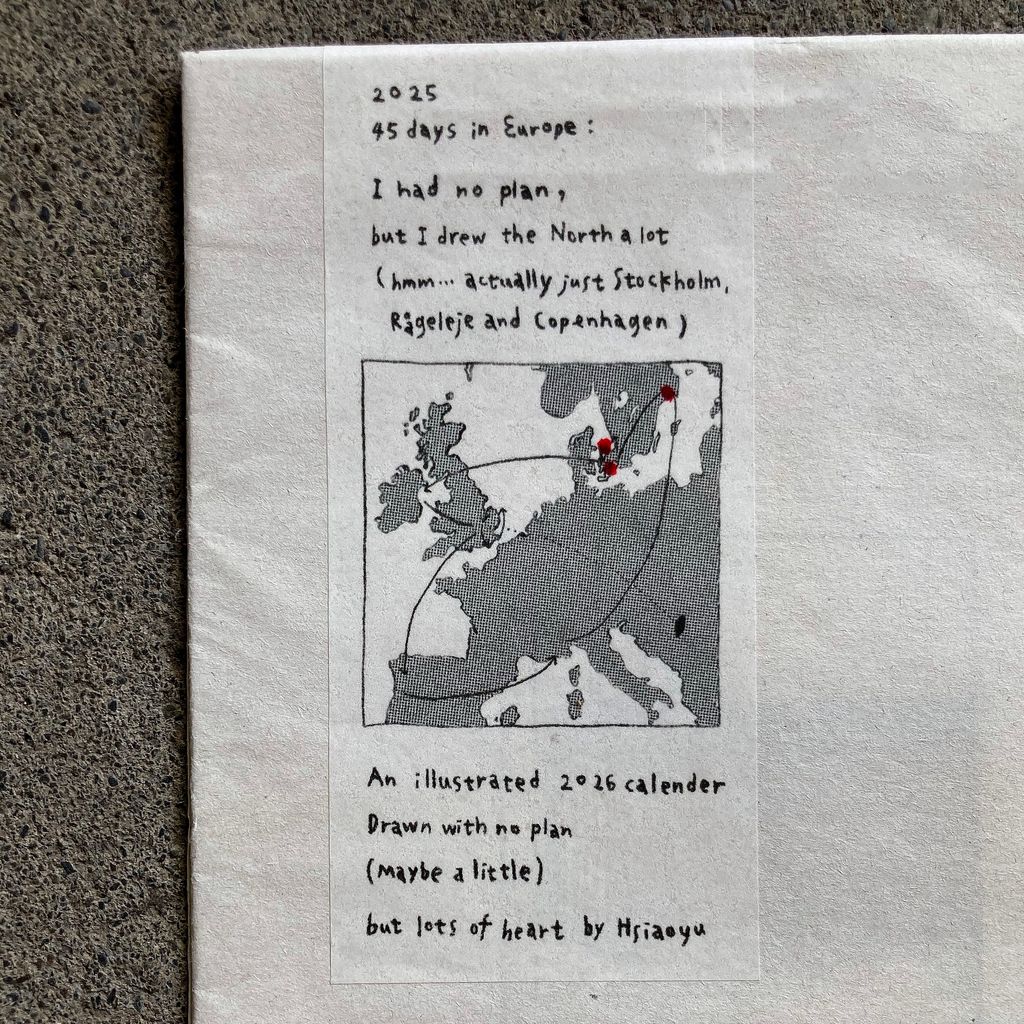 2025
45 days in Europe:
I had no plan,
but I drew the North a lot
(hmm... actually just Stockholm,
Rågeleje and Copenhagen)
An illustrated 2026 calender
Drawn with no plan
(Maybe a little)
but lots of heart by Hsiaoyu